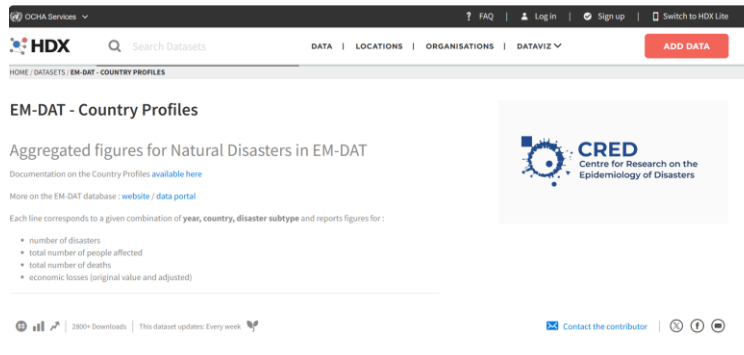 OCHA Services
? FAQ | Log in | Sign up | Switch to HDX Lite
HDX
Search Datasets
DATA | LOCATIONS | ORGANISATIONS | DATAVIZ
ADD DATA
HOME / DATASETS / EM-DAT - COUNTRY PROFILES
EM-DAT - Country Profiles
CRED
Centre for Research on the
Epidemiology of Disasters
Aggregated figures for Natural Disasters in EM-DAT
Documentation on the Country Profiles available here
More on the EM-DAT database : website / data portal
Each line corresponds to a given combination of year, country, disaster subtype and reports figures for :
• number of disasters
• total number of people affected
• total number of deaths
• economic losses (original value and adjusted)
2800+ Downloads | This dataset updates: Every week
Contact the contributor